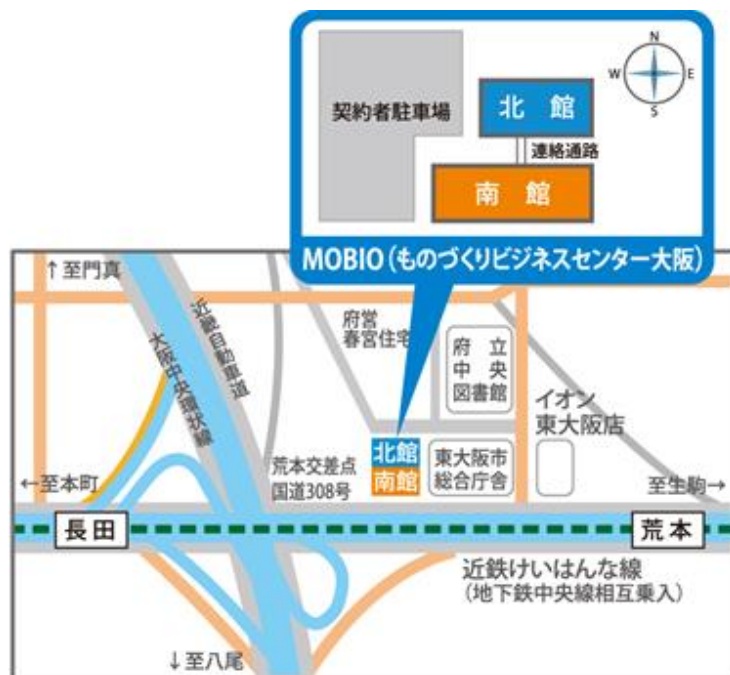 N
W E
S
契約者駐車場
北 館
連絡通路
南 館
MOBIO(ものづくりビジネスセンター大阪)
↑至門真
近畿自動車道
大阪中央環状線
府営
春宮住宅
府 立
中 央
図書館
イオン
東大阪店
北館
南館
東大阪市
総合庁舎
荒本交差点
国道308号
←至本町
至生駒→
長田
荒本
近鉄けいはんな線
(地下鉄中央線相互乗入)
↓至八尾